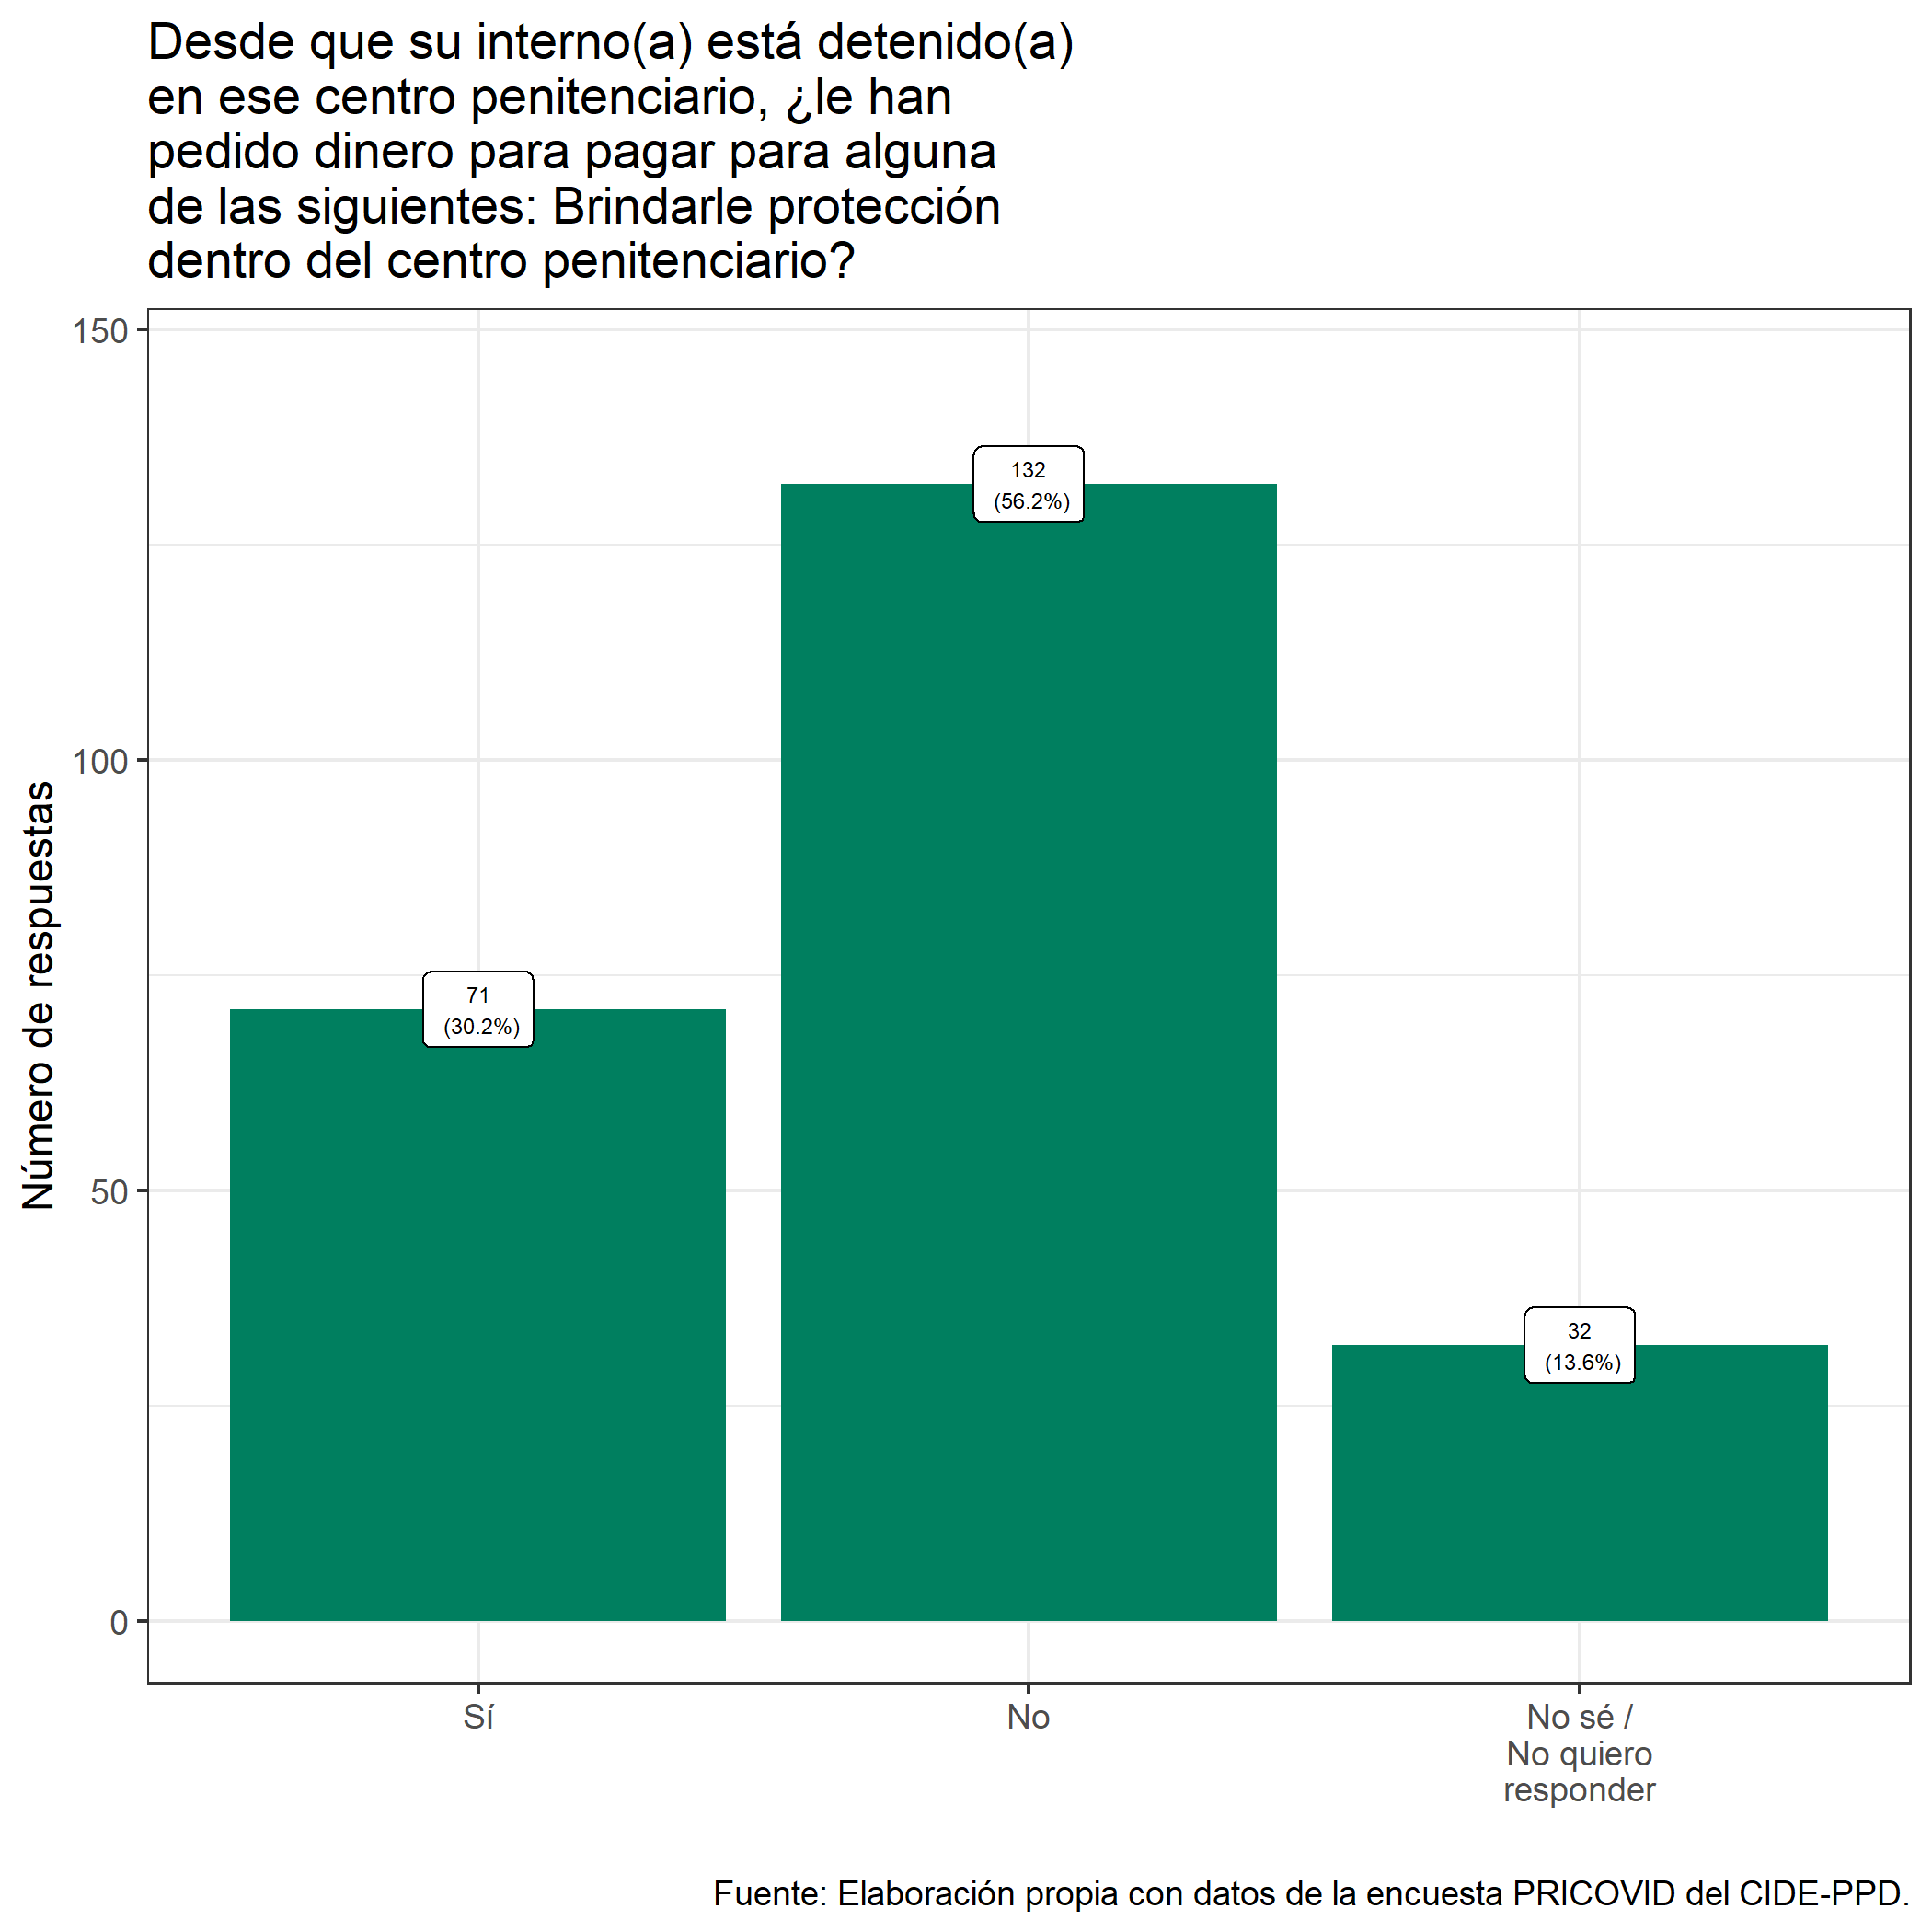 Desde que su interno(a) está detenido(a)
en ese centro penitenciario, ¿le han
pedido dinero para pagar para alguna
de las siguientes: Brindarle protección
dentro del centro penitenciario?
150
100
50
0
Número de respuestas
71
(30.2%)
132
(56.2%)
32
(13.6%)
Sí
No
No sé /
No quiero
responder
Fuente: Elaboración propia con datos de la encuesta PRICOVID del CIDE-PPD.